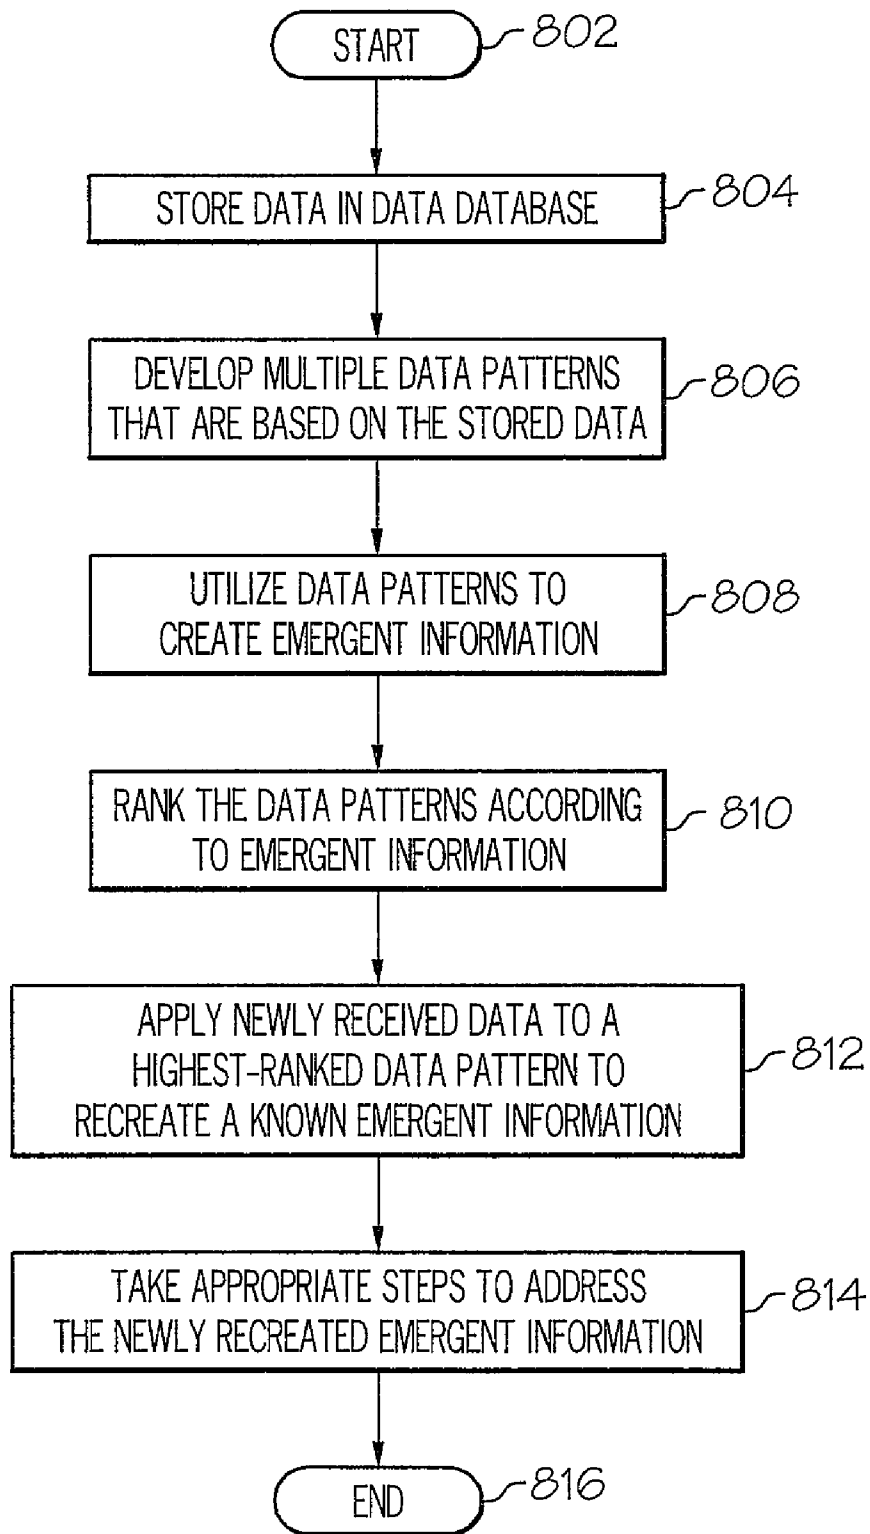 START
802
STORE DATA IN DATA DATABASE
804
DEVELOP MULTIPLE DATA PATTERNS
THAT ARE BASED ON THE STORED DATA
806
UTILIZE DATA PATTERNS TO
CREATE EMERGENT INFORMATION
808
RANK THE DATA PATTERNS ACCORDING
TO EMERGENT INFORMATION
810
APPLY NEWLY RECEIVED DATA TO A
HIGHEST-RANKED DATA PATTERN TO
RECREATE A KNOWN EMERGENT INFORMATION
812
TAKE APPROPRIATE STEPS TO ADDRESS
THE NEWLY RECREATED EMERGENT INFORMATION
814
END
816